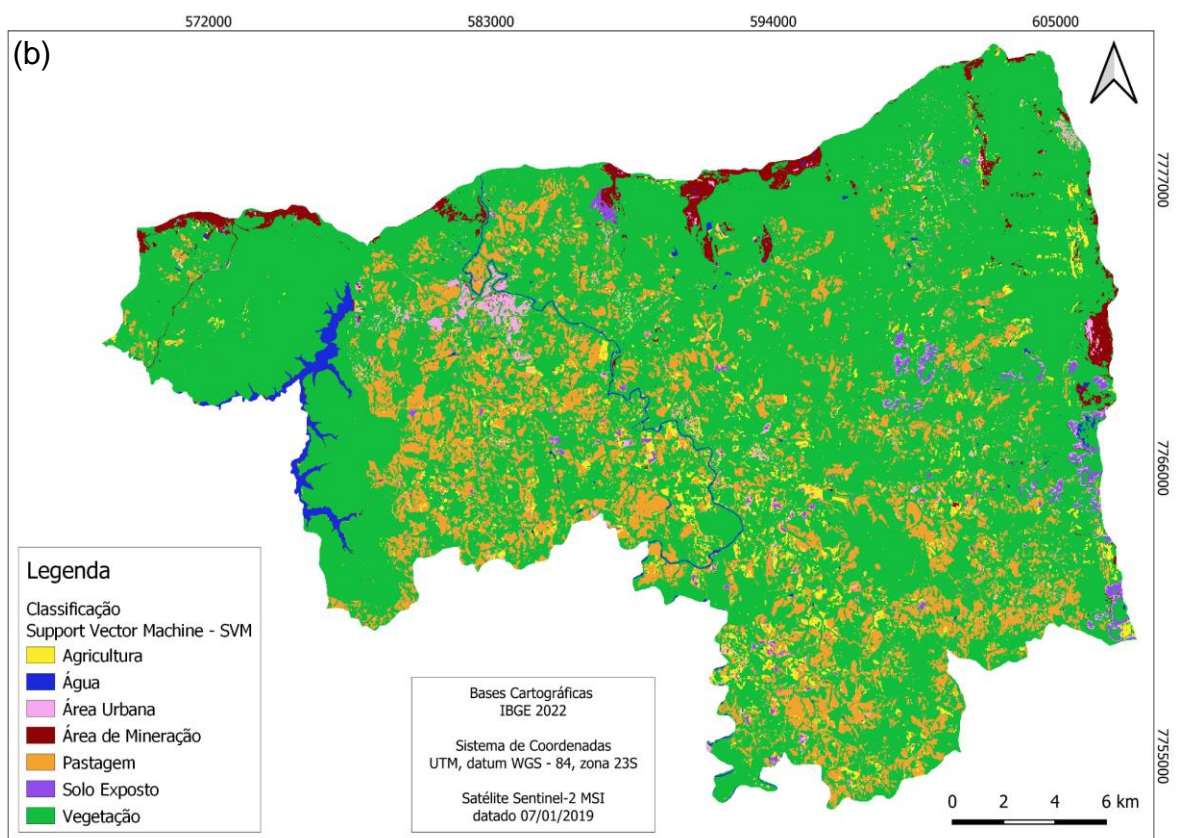 572000 583000 594000 605000
(b)
7777000
7766000
7755000
Legenda
Classificação
Support Vector Machine - SVM
Agricultura
Água
Área Urbana
Área de Mineração
Pastagem
Solo Exposto
Vegetação
Bases Cartográficas
IBGE 2022
Sistema de Coordenadas
UTM, datum WGS - 84, zona 23S
Satélite Sentinel-2 MSI
datado 07/01/2019
0 2 4 6 km